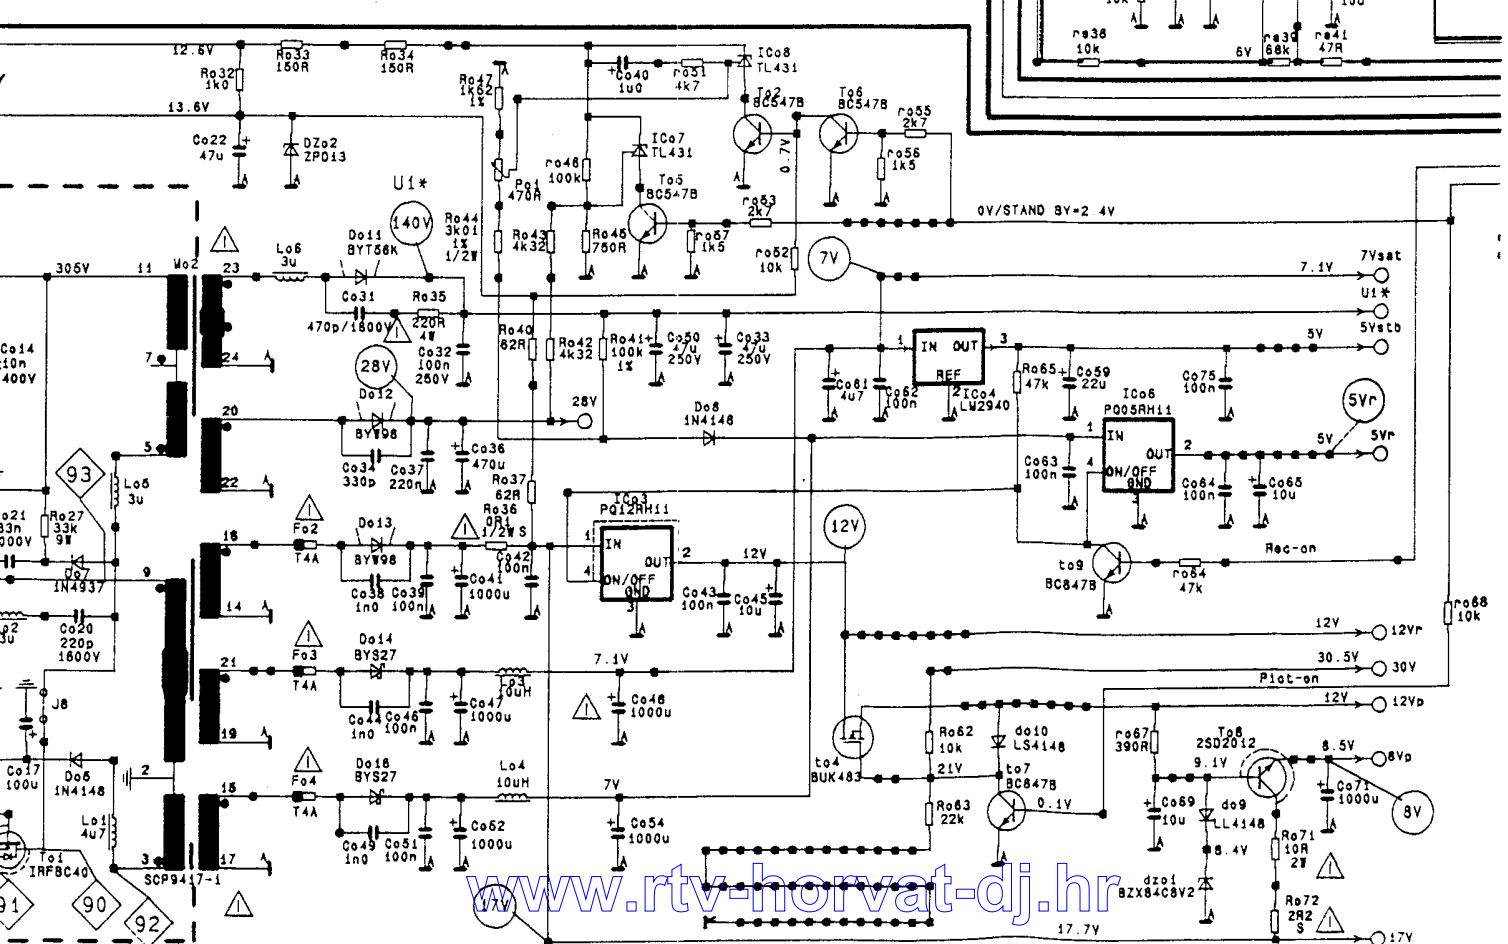 12.6V
Ro33
150R
Ro34
150R
Ro32
1k0
13.6V
Co22
47u
DZo2
ZPD13
U1*
140V
Ro47
1k62
1%
Co40
1u0
ro51
4k7
ICo8
TL431
To2
BC547B
To6
BC547B
ro55
2k7
ro56
1k5
0.7V
ICo7
TL431
ro46
100k
Po1
470R
To5
BC547B
ro53
2k7
0V/STAND BY=2.4V
Ro44
3k01
1%
1/2W
Ro43
4k32
Ro45
750R
ro57
1k5
ro52
10k
7V
ro38
10k
6V
ro39
68k
ro41
47R
7Vsat
7.1V
U1*
5Vstb
5V
305V
11
Wo2
23
Lo6
3u
Do11
BYT56K
Co31
470p/1600V
Ro35
220R
4W
Co32
100n
250V
24
7
Co14
10n
400V
28V
Do12
BYW98
20
Ro40
62R
Ro42
4k32
Ro41
100k
1%
Co50
47u
250V
Co33
47u
250V
28V
Do8
1N4148
1
IN OUT
3
REF
2
ICo4
LM2940
Co61
4u7
Co62
100n
Ro65
47k
Co59
22u
ICo6
PQ05RH11
Co75
100n
5Vr
1
IN
OUT
2
ON/OFF
4
GND
3
5V
5Vr
Co63
100n
Co64
100n
Co65
10u
5
22
93
Lo5
3u
Co34
330p
Co37
220n
Co36
470u
Ro37
62R
Ro36
0R1
1/2W S
ICo3
PQ12RH11
1
IN
OUT
2
4
ON/OFF
GND
3
12V
12V
Ro27
33k
9W
16
Fo2
T4A
Do13
BYW98
Co42
100n
Co38
1n0
Co39
100n
Co41
1000u
Co43
100n
Co45
10u
Rec-on
to9
BC847B
ro64
47k
Do7
1N4937
9
14
Co20
220p
1600V
ro68
10k
12V
12Vr
30.5V
30V
Pict-on
12V
12Vp
21
Fo3
T4A
Do14
BYS27
Lo3
10uH
7.1V
Co44
1n0
Co46
100n
Co47
1000u
Co48
1000u
19
J8
Co17
100u
Do5
1N4148
2
15
Fo4
T4A
Do16
BYS27
Lo4
10uH
7V
Co49
1n0
Co51
100n
Co52
1000u
Co54
1000u
Lo1
4u7
3
17
SCP9417-1
To1
IRFBC40
91
90
92
to4
BUK483
Ro62
10k
21V
Ro63
22k
do10
LS4148
to7
BC847B
0.1V
ro67
390R
To8
2SD2012
9.1V
8.5V
8Vp
Co71
1000u
8V
Co69
10u
do9
LL4148
8.4V
dzo1
BZX84C8V2
Ro71
10R
2W
Ro72
2R2
S
17V
17.7V
17V
www.rtv-horvat-dj.hr